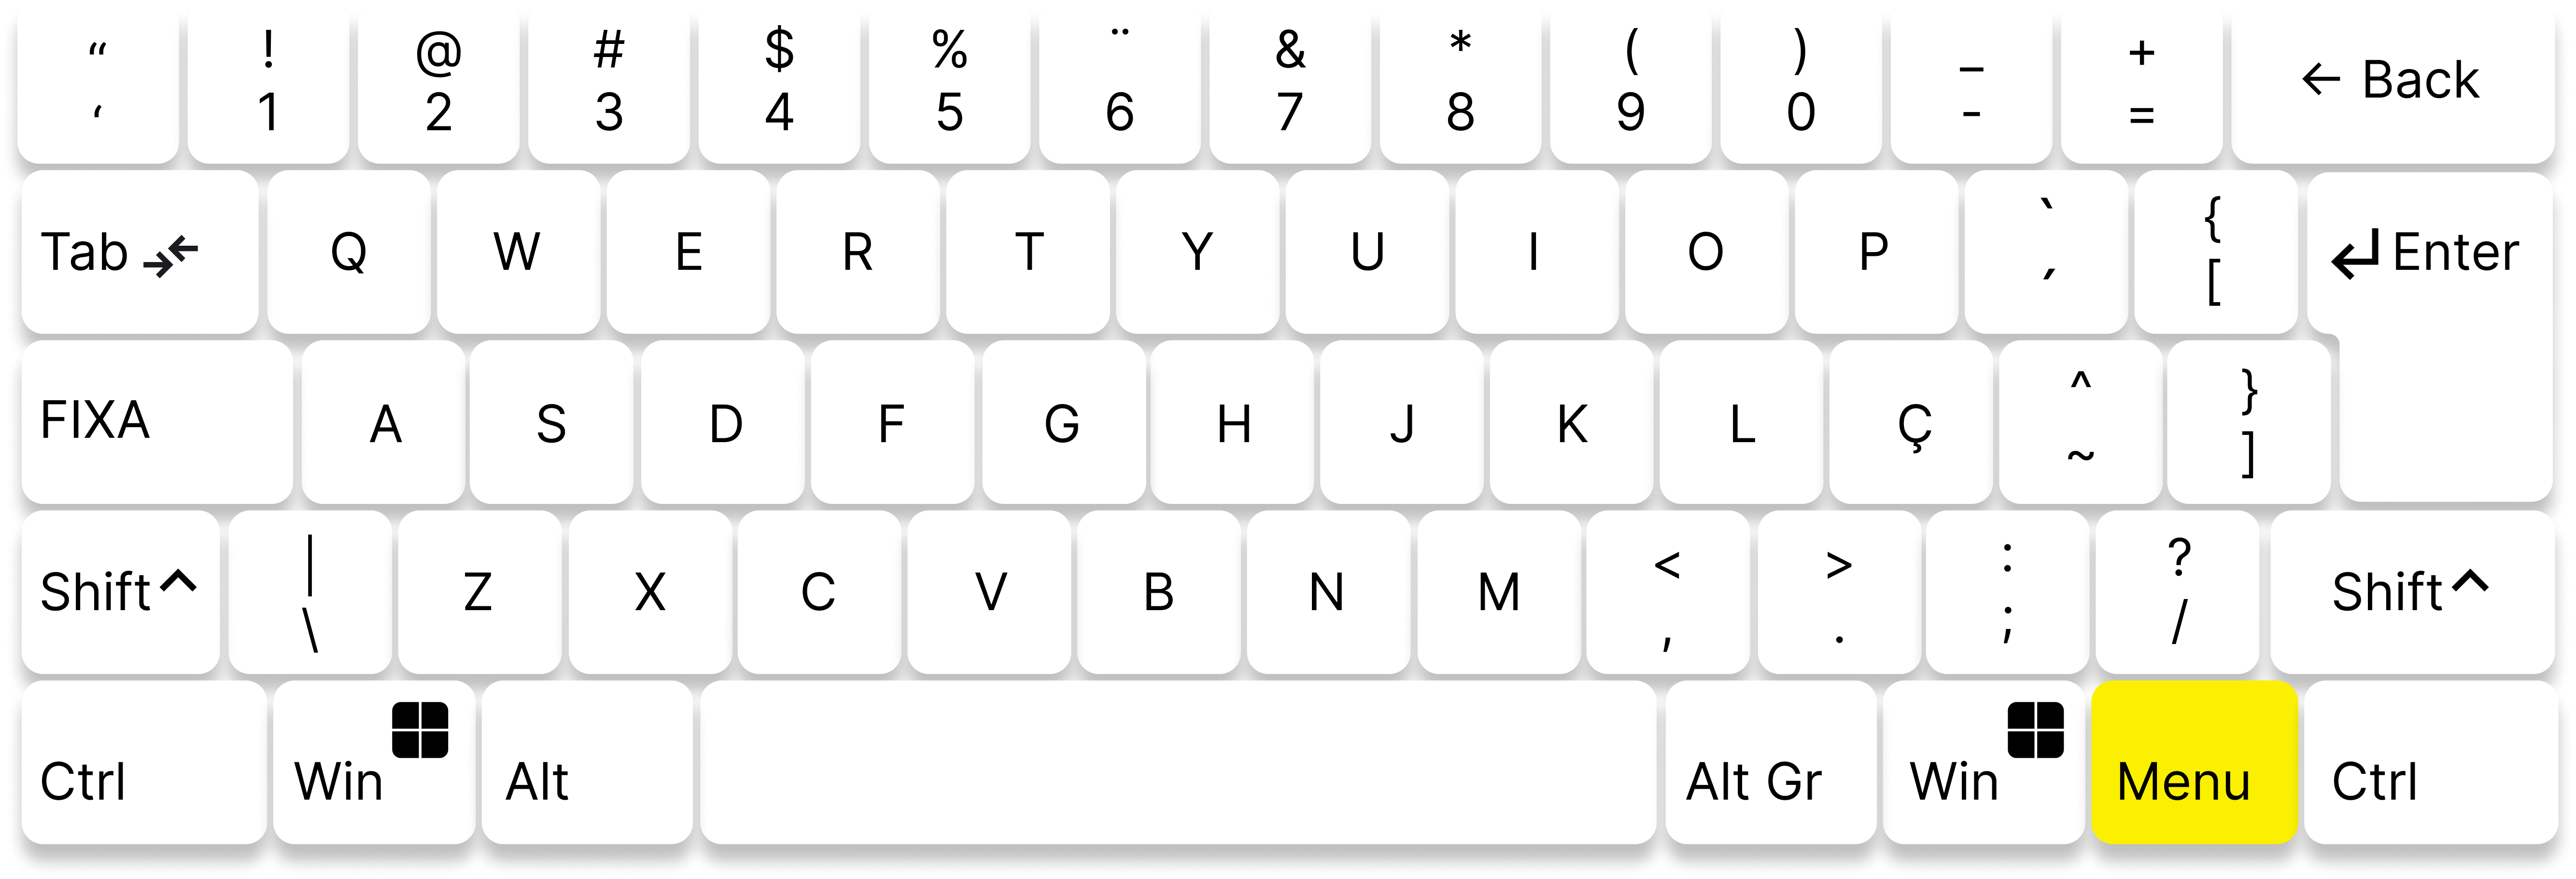 “ ! @ # $ % ¨ & * ( ) _ +
‘ 1 2 3 4 5 6 7 8 9 0 - = ← Back
Tab Q W E R T Y U I O P ` ´ { [ ↵ Enter
FIXA A S D F G H J K L Ç ^ ~ } ]
Shift ^ | \ Z X C V B N M < , > . : ; ? / Shift ^
Ctrl Win Alt Alt Gr Win Menu Ctrl